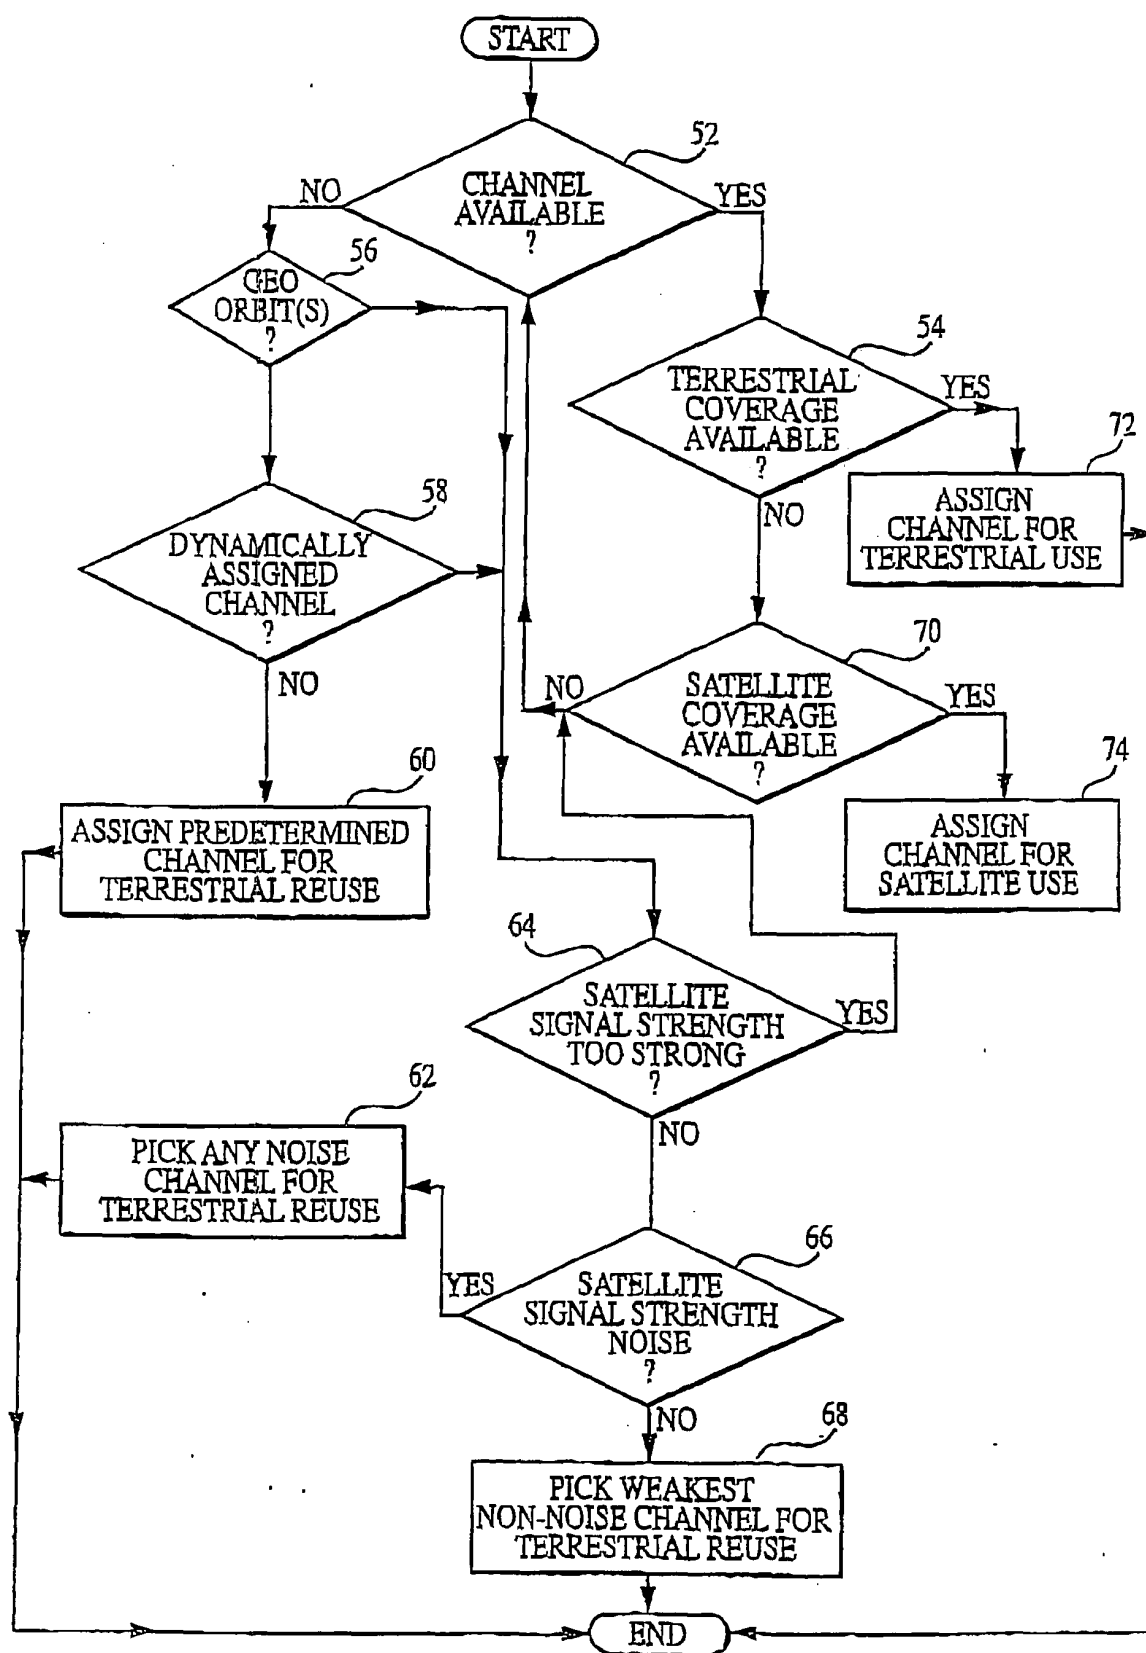 START
52
CHANNEL
AVAILABLE
?
NO
YES
56
GEO
ORBIT(S)
?
54
TERRESTRIAL
COVERAGE
AVAILABLE
?
YES
NO
72
ASSIGN
CHANNEL FOR
TERRESTRIAL USE
58
DYNAMICALLY
ASSIGNED
CHANNEL
?
NO
70
SATELLITE
COVERAGE
AVAILABLE
?
NO
YES
60
ASSIGN PREDETERMINED
CHANNEL FOR
TERRESTRIAL REUSE
74
ASSIGN
CHANNEL FOR
SATELLITE USE
64
SATELLITE
SIGNAL STRENGTH
TOO STRONG
?
YES
NO
62
PICK ANY NOISE
CHANNEL FOR
TERRESTRIAL REUSE
66
SATELLITE
SIGNAL STRENGTH
NOISE
?
YES
NO
68
PICK WEAKEST
NON-NOISE CHANNEL FOR
TERRESTRIAL REUSE
END